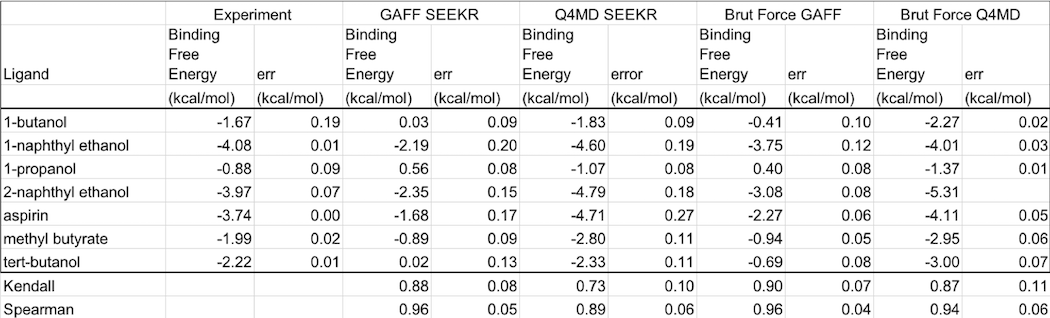 Experiment GAFF SEEKR Q4MD SEEKR Brut Force GAFF Brut Force Q4MD
Binding Binding Binding Binding Binding
Free Free Free Free Free
Ligand Energy err Energy err Energy error Energy err Energy err
(kcal/mol) (kcal/mol) (kcal/mol) (kcal/mol) (kcal/mol) (kcal/mol) (kcal/mol) (kcal/mol) (kcal/mol) (kcal/mol)
1-butanol -1.67 0.19 0.03 0.09 -1.83 0.09 -0.41 0.10 -2.27 0.02
1-naphthyl ethanol -4.08 0.01 -2.19 0.20 -4.60 0.19 -3.75 0.12 -4.01 0.03
1-propanol -0.88 0.09 0.56 0.08 -1.07 0.08 0.40 0.08 -1.37 0.01
2-naphthyl ethanol -3.97 0.07 -2.35 0.15 -4.79 0.18 -3.08 0.08 -5.31
aspirin -3.74 0.00 -1.68 0.17 -4.71 0.27 -2.27 0.06 -4.11 0.05
methyl butyrate -1.99 0.02 -0.89 0.09 -2.80 0.11 -0.94 0.05 -2.95 0.06
tert-butanol -2.22 0.01 0.02 0.13 -2.33 0.11 -0.69 0.08 -3.00 0.07
Kendall 0.88 0.08 0.73 0.10 0.90 0.07 0.87 0.11
Spearman 0.96 0.05 0.89 0.06 0.96 0.04 0.94 0.06